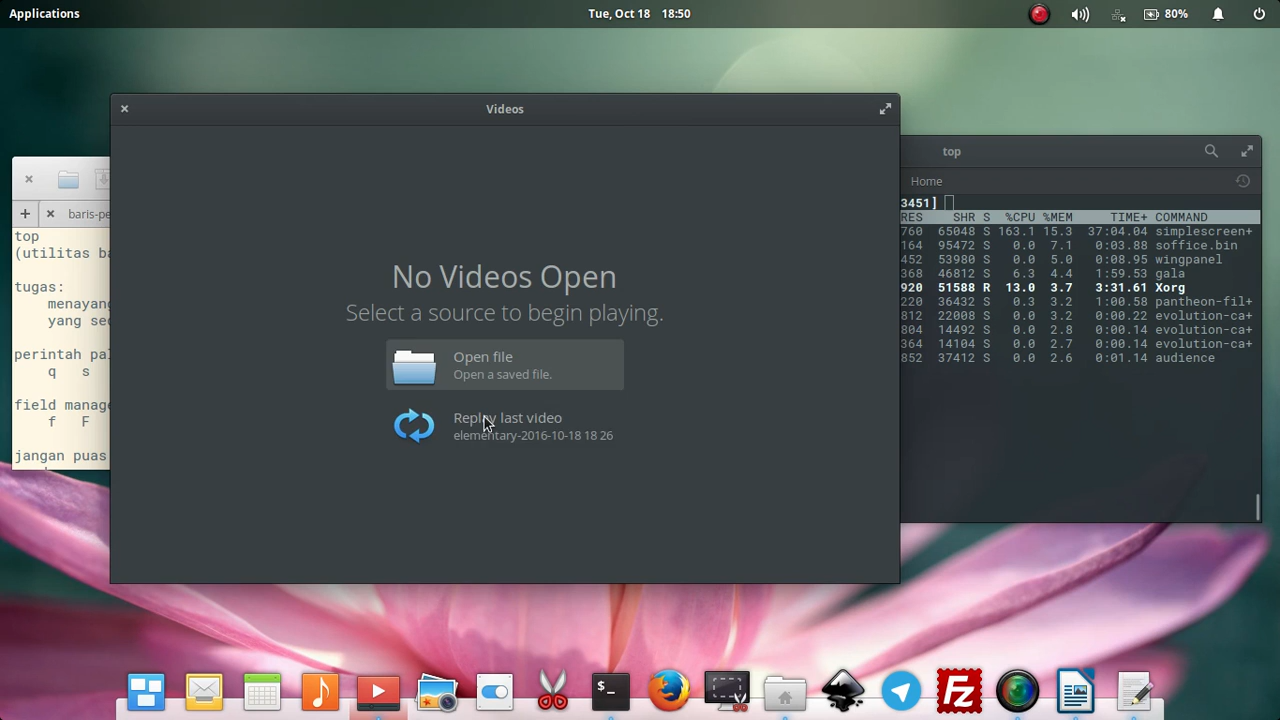 Applications
Tue, Oct 18 18:50
80%
Videos
No Videos Open
Select a source to begin playing.
Open file
Open a saved file.
Replay last video
elementary-2016-10-18 18 26
baris-pe
top
(utilitas ba
tugas:
menayang
yang sed
perintah pal
q s
field manage
f F
jangan puas
top
Home
3451]
RES SHR S %CPU %MEM TIME+ COMMAND
760 65048 S 163.1 15.3 37:04.04 simplescreen+
164 95472 S 0.0 7.1 0:03.88 soffice.bin
452 53980 S 0.0 5.0 0:08.95 wingpanel
368 46812 S 6.3 4.4 1:59.53 gala
920 51588 R 13.0 3.7 3:31.61 Xorg
220 36432 S 0.3 3.2 1:00.58 pantheon-fil+
812 22008 S 0.0 3.2 0:00.22 evolution-ca+
804 14492 S 0.0 2.8 0:00.14 evolution-ca+
364 14104 S 0.0 2.7 0:00.14 evolution-ca+
852 37412 S 0.0 2.6 0:01.14 audience
$_
Fz